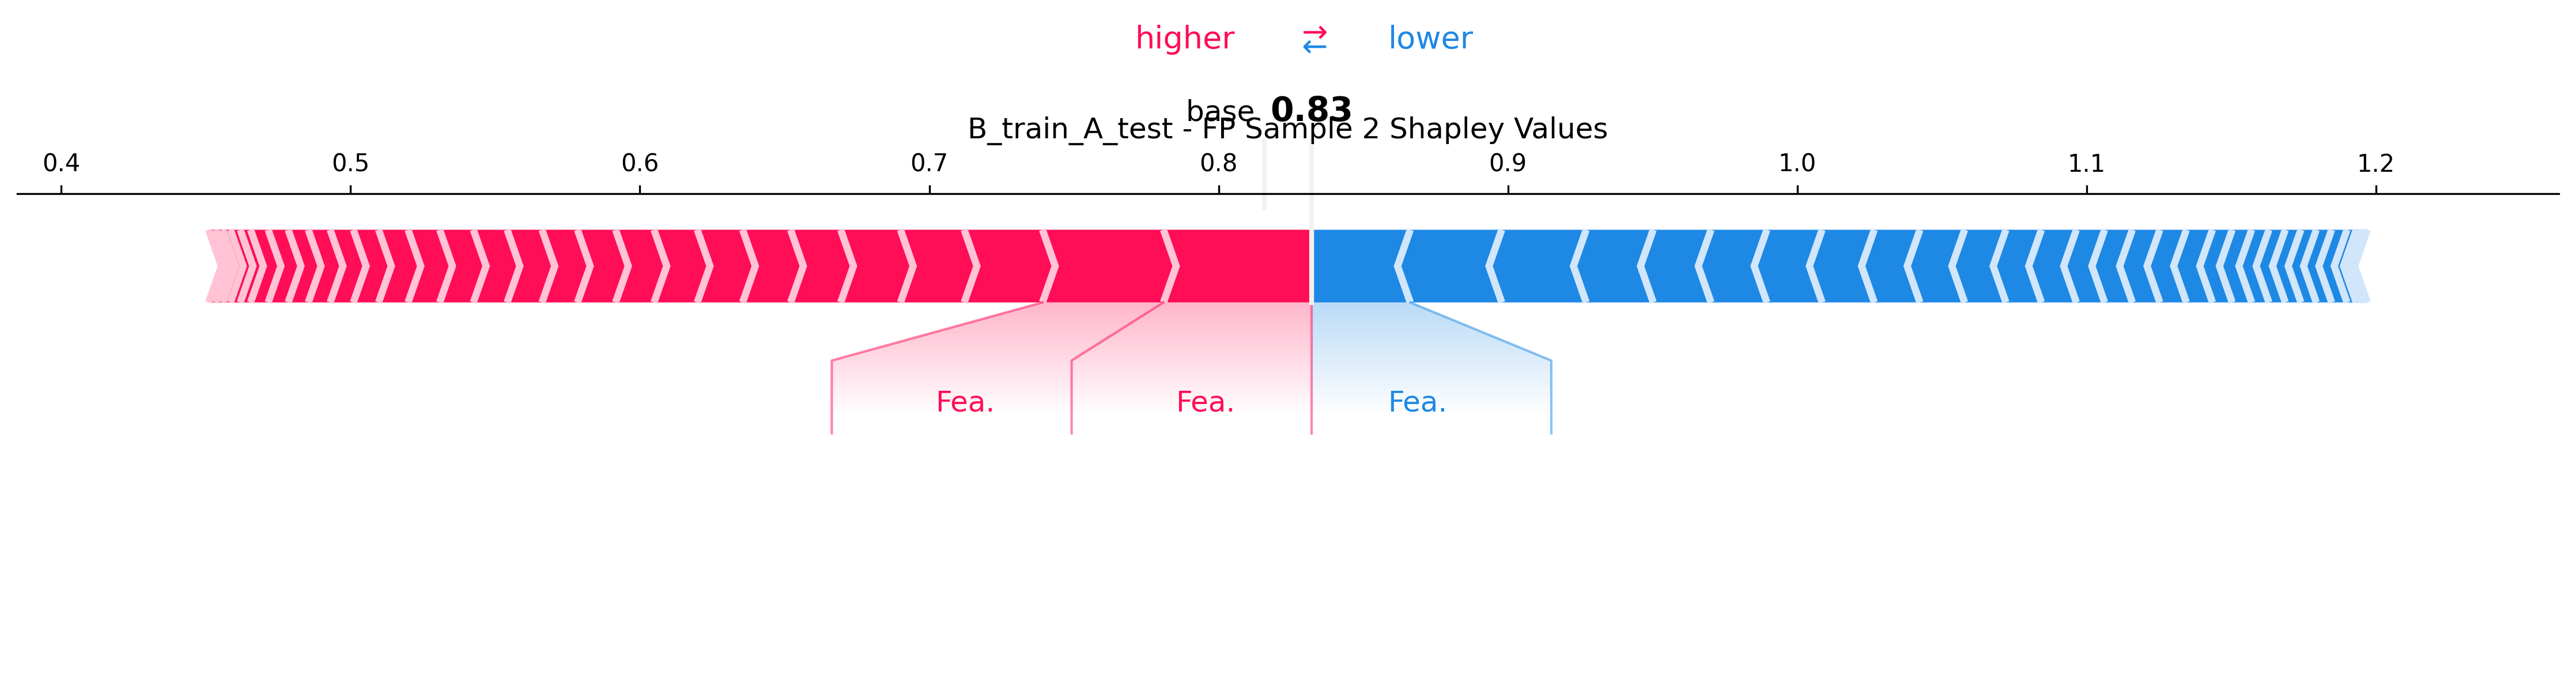 higher ⇄ lower
base 0.83
B_train_A_test - FP Sample 2 Shapley Values
0.4 0.5 0.6 0.7 0.8 0.9 1.0 1.1 1.2
Fea. Fea. Fea.